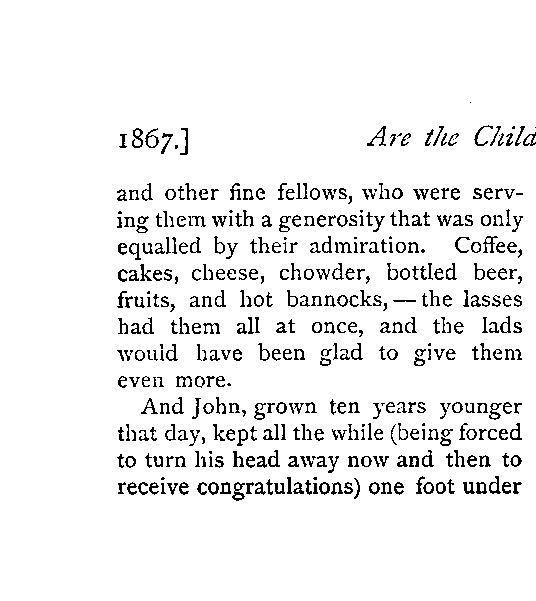 1867.] Are the Child
and other fine fellows, who were serv-
ing them with a generosity that was only
equalled by their admiration. Coffee,
cakes, cheese, chowder, bottled beer,
fruits, and hot bannocks, — the lasses
had them all at once, and the lads
would have been glad to give them
even more.
And John, grown ten years younger
that day, kept all the while (being forced
to turn his head away now and then to
receive congratulations) one foot under